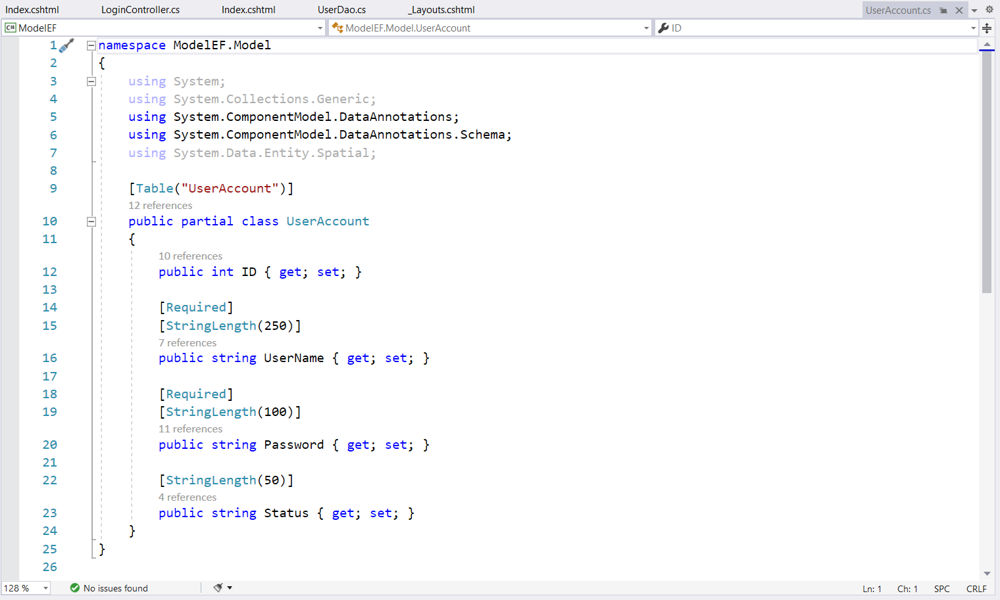 Index.cshtml LoginController.cs Index.cshtml UserDao.cs _Layouts.cshtml UserAccount.cs
C# ModelEF ModelEF.Model.UserAccount ID
1 namespace ModelEF.Model
2 {
3 using System;
4 using System.Collections.Generic;
5 using System.ComponentModel.DataAnnotations;
6 using System.ComponentModel.DataAnnotations.Schema;
7 using System.Data.Entity.Spatial;
8
9 [Table("UserAccount")]
12 references
10 public partial class UserAccount
11 {
10 references
12 public int ID { get; set; }
13
14 [Required]
15 [StringLength(250)]
7 references
16 public string UserName { get; set; }
17
18 [Required]
19 [StringLength(100)]
11 references
20 public string Password { get; set; }
21
22 [StringLength(50)]
4 references
23 public string Status { get; set; }
24 }
25 }
26
128 % No issues found Ln: 1 Ch: 1 SPC CRLF